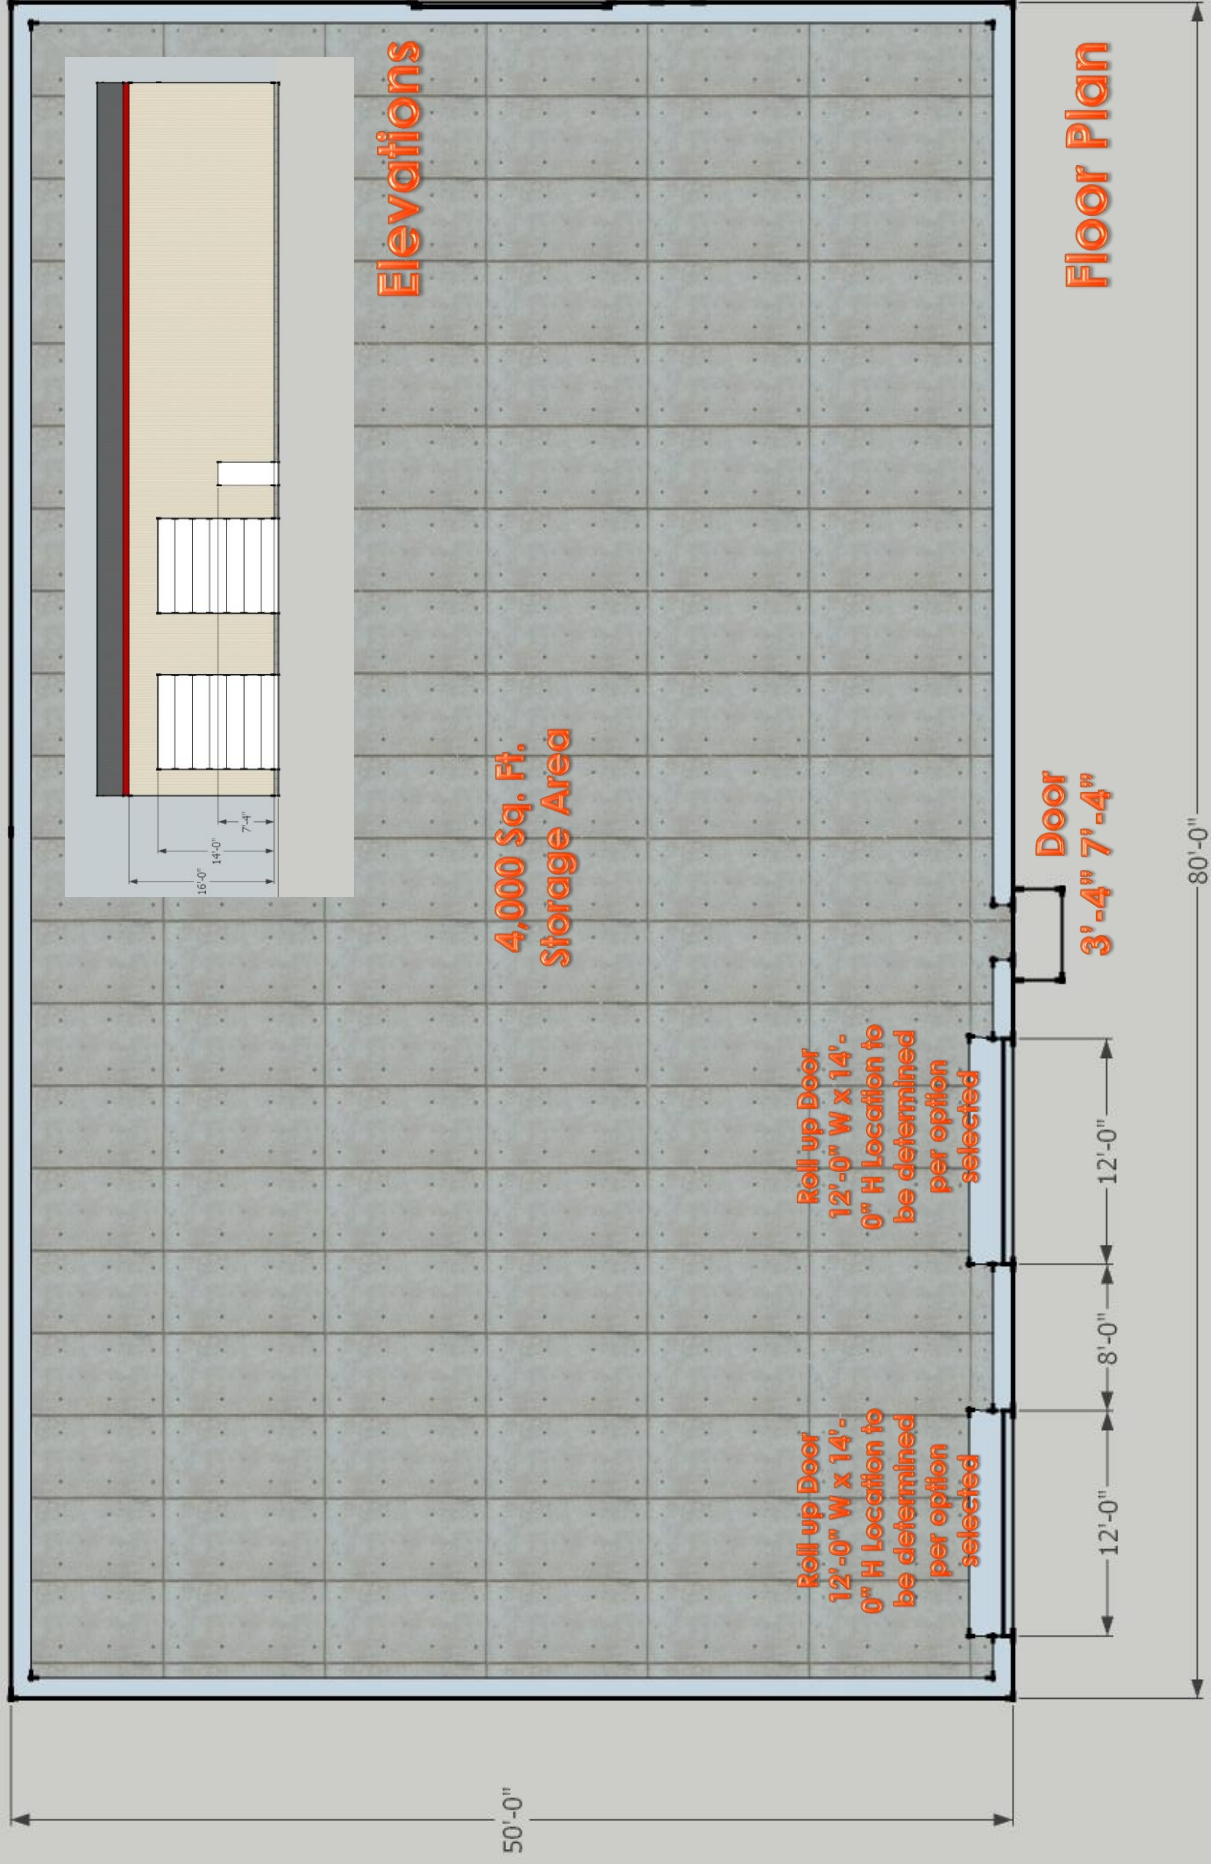 Elevations
16'-0"
14'-0"
7'-4"
4,000 Sq. Ft.
Storage Area
Roll up Door
12'-0" W x 14'-
0" H Location to
be determined
per option
selected
Roll up Door
12'-0" W x 14'-
0" H Location to
be determined
per option
selected
Door
3'-4" 7'-4"
12'-0"
8'-0"
12'-0"
80'-0"
50'-0"
Floor Plan